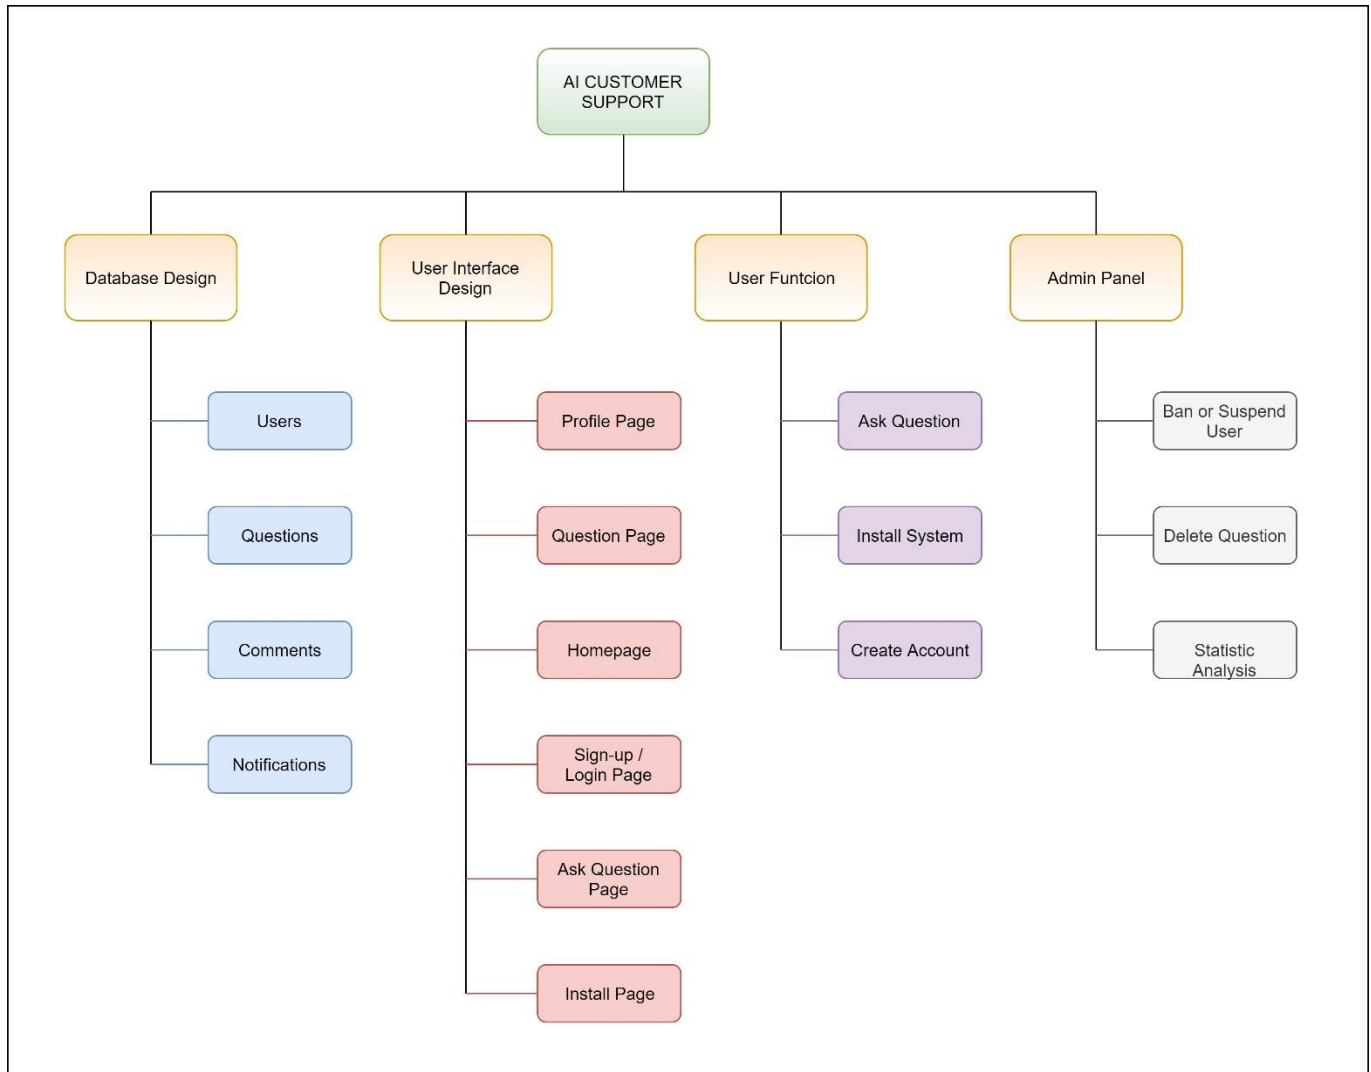 AI CUSTOMER
SUPPORT
Database Design
User Interface
Design
User Funtcion
Admin Panel
Users
Questions
Comments
Notifications
Profile Page
Question Page
Homepage
Sign-up /
Login Page
Ask Question
Page
Install Page
Ask Question
Install System
Create Account
Ban or Suspend
User
Delete Question
Statistic
Analysis